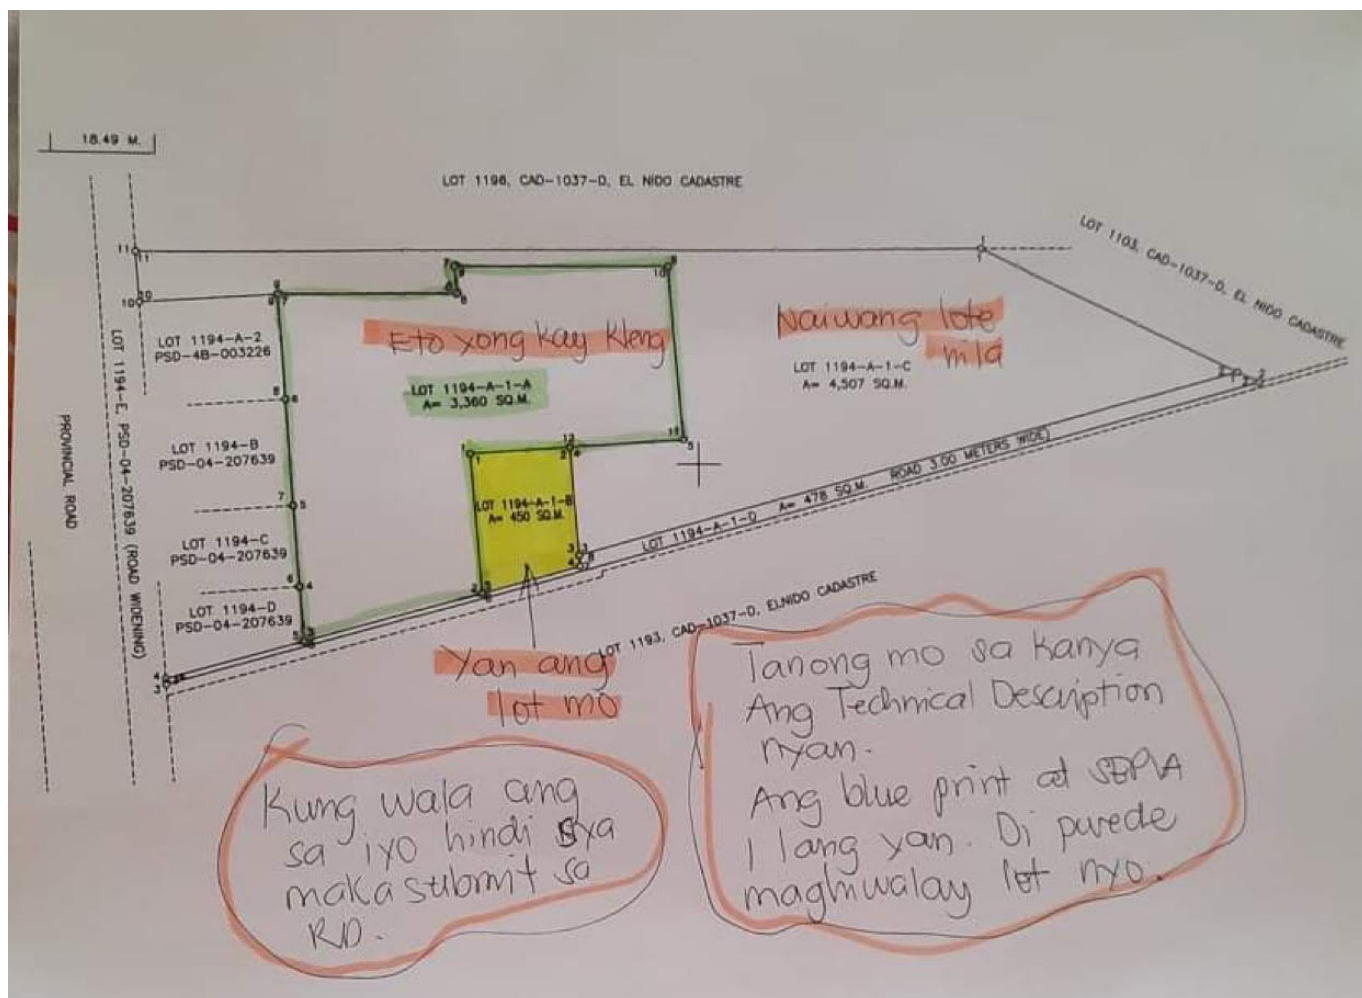 18.49 M.
LOT 1196, CAD-1037-D, EL NIDO CADASTRE
LOT 1103, CAD-1037-D, EL NIDO CADASTRE
PROVINCIAL ROAD
LOT 1194-E, PSD-04-207639 (ROAD WIDENING)
LOT 1194-A-2
PSD-4B-003226
LOT 1194-B
PSD-04-207639
LOT 1194-C
PSD-04-207639
LOT 1194-D
PSD-04-207639
Eto yong kay Kleng
LOT 1194-A-1-A
A= 3,360 SQ.M.
Naiwang lote
nila
LOT 1194-A-1-C
A= 4,507 SQ.M.
LOT 1194-A-1-B
A= 450 SQ.M.
LOT 1194-A-1-D A= 478 SQ.M. ROAD 3.00 METERS WIDE)
LOT 1193, CAD-1037-D, ELNIDO CADASTRE
Yan ang
lot mo
Kung wala ang
sa iyo hindi sya
maka submit sa
RD.
Tanong mo sa kanya
Ang Technical Description
nyan.
Ang blue print at SEPIA
1 lang yan. Di puede
maghiwalay lot nyo.